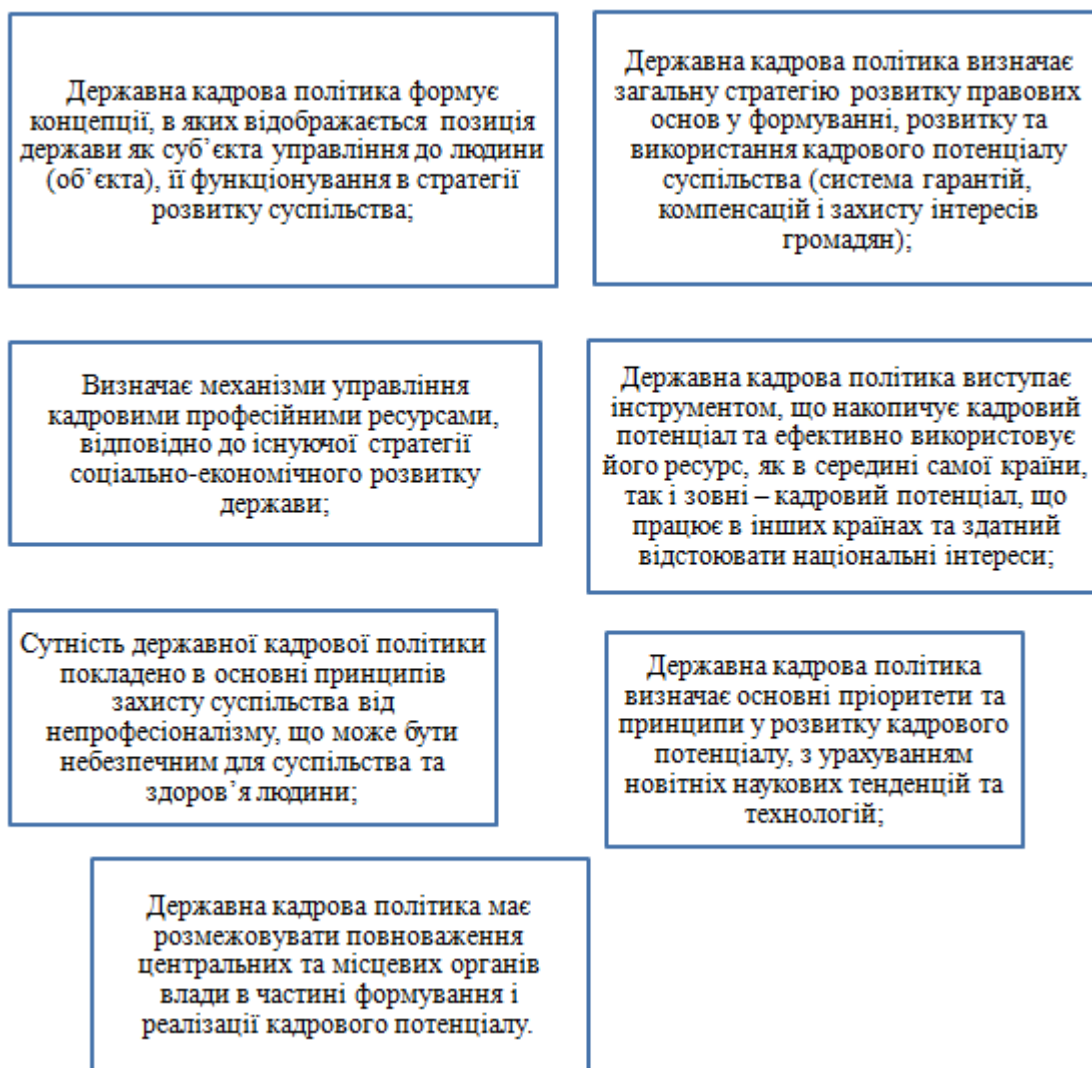 Державна кадрова політика формує
концепції, в яких відображається позиція
держави як суб’єкта управління до людини
(об’єкта), її функціонування в стратегії
розвитку суспільства;
Державна кадрова політика визначає
загальну стратегію розвитку правових
основ у формуванні, розвитку та
використання кадрового потенціалу
суспільства (система гарантій,
компенсацій і захисту інтересів
громадян);
Визначає механізми управління
кадровими професійними ресурсами,
відповідно до існуючої стратегії
соціально-економічного розвитку
держави;
Державна кадрова політика виступає
інструментом, що накопичує кадровий
потенціал та ефективно використовує
його ресурс, як в середині самої країни,
так і зовні – кадровий потенціал, що
працює в інших країнах та здатний
відстоювати національні інтереси;
Сутність державної кадрової політики
покладено в основні принципів
захисту суспільства від
непрофесіоналізму, що може бути
небезпечним для суспільства та
здоров’я людини;
Державна кадрова політика
визначає основні пріоритети та
принципи у розвитку кадрового
потенціалу, з урахуванням
новітніх наукових тенденцій та
технологій;
Державна кадрова політика має
розмежовувати повноваження
центральних та місцевих органів
влади в частині формування і
реалізації кадрового потенціалу.